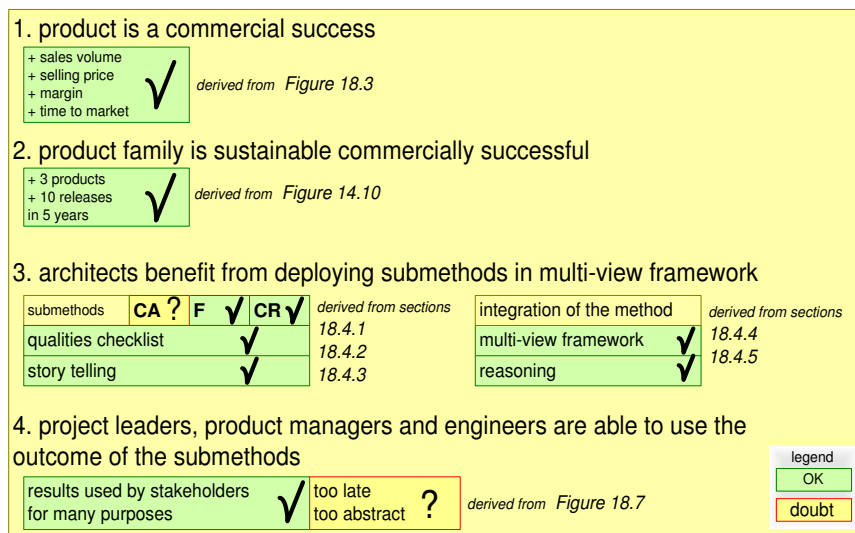 1. product is a commercial success
+ sales volume
+ selling price
+ margin
+ time to market
derived from Figure 18.3
2. product family is sustainable commercially successful
+ 3 products
+ 10 releases
in 5 years
derived from Figure 14.10
3. architects benefit from deploying submethods in multi-view framework
submethods CA ? F √ CR √
qualities checklist √
story telling √
derived from sections
18.4.1
18.4.2
18.4.3
integration of the method
multi-view framework √
reasoning √
derived from sections
18.4.4
18.4.5
4. project leaders, product managers and engineers are able to use the
outcome of the submethods
results used by stakeholders
for many purposes √
too late
too abstract ?
derived from Figure 18.7
legend
OK
doubt